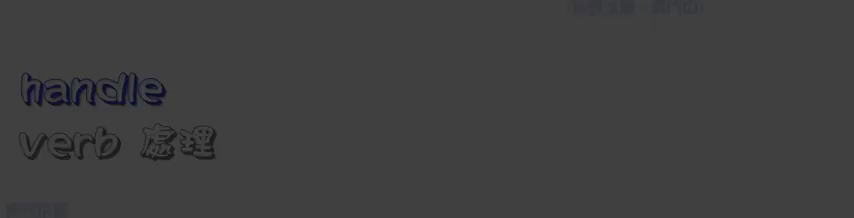 handle
verb 處理